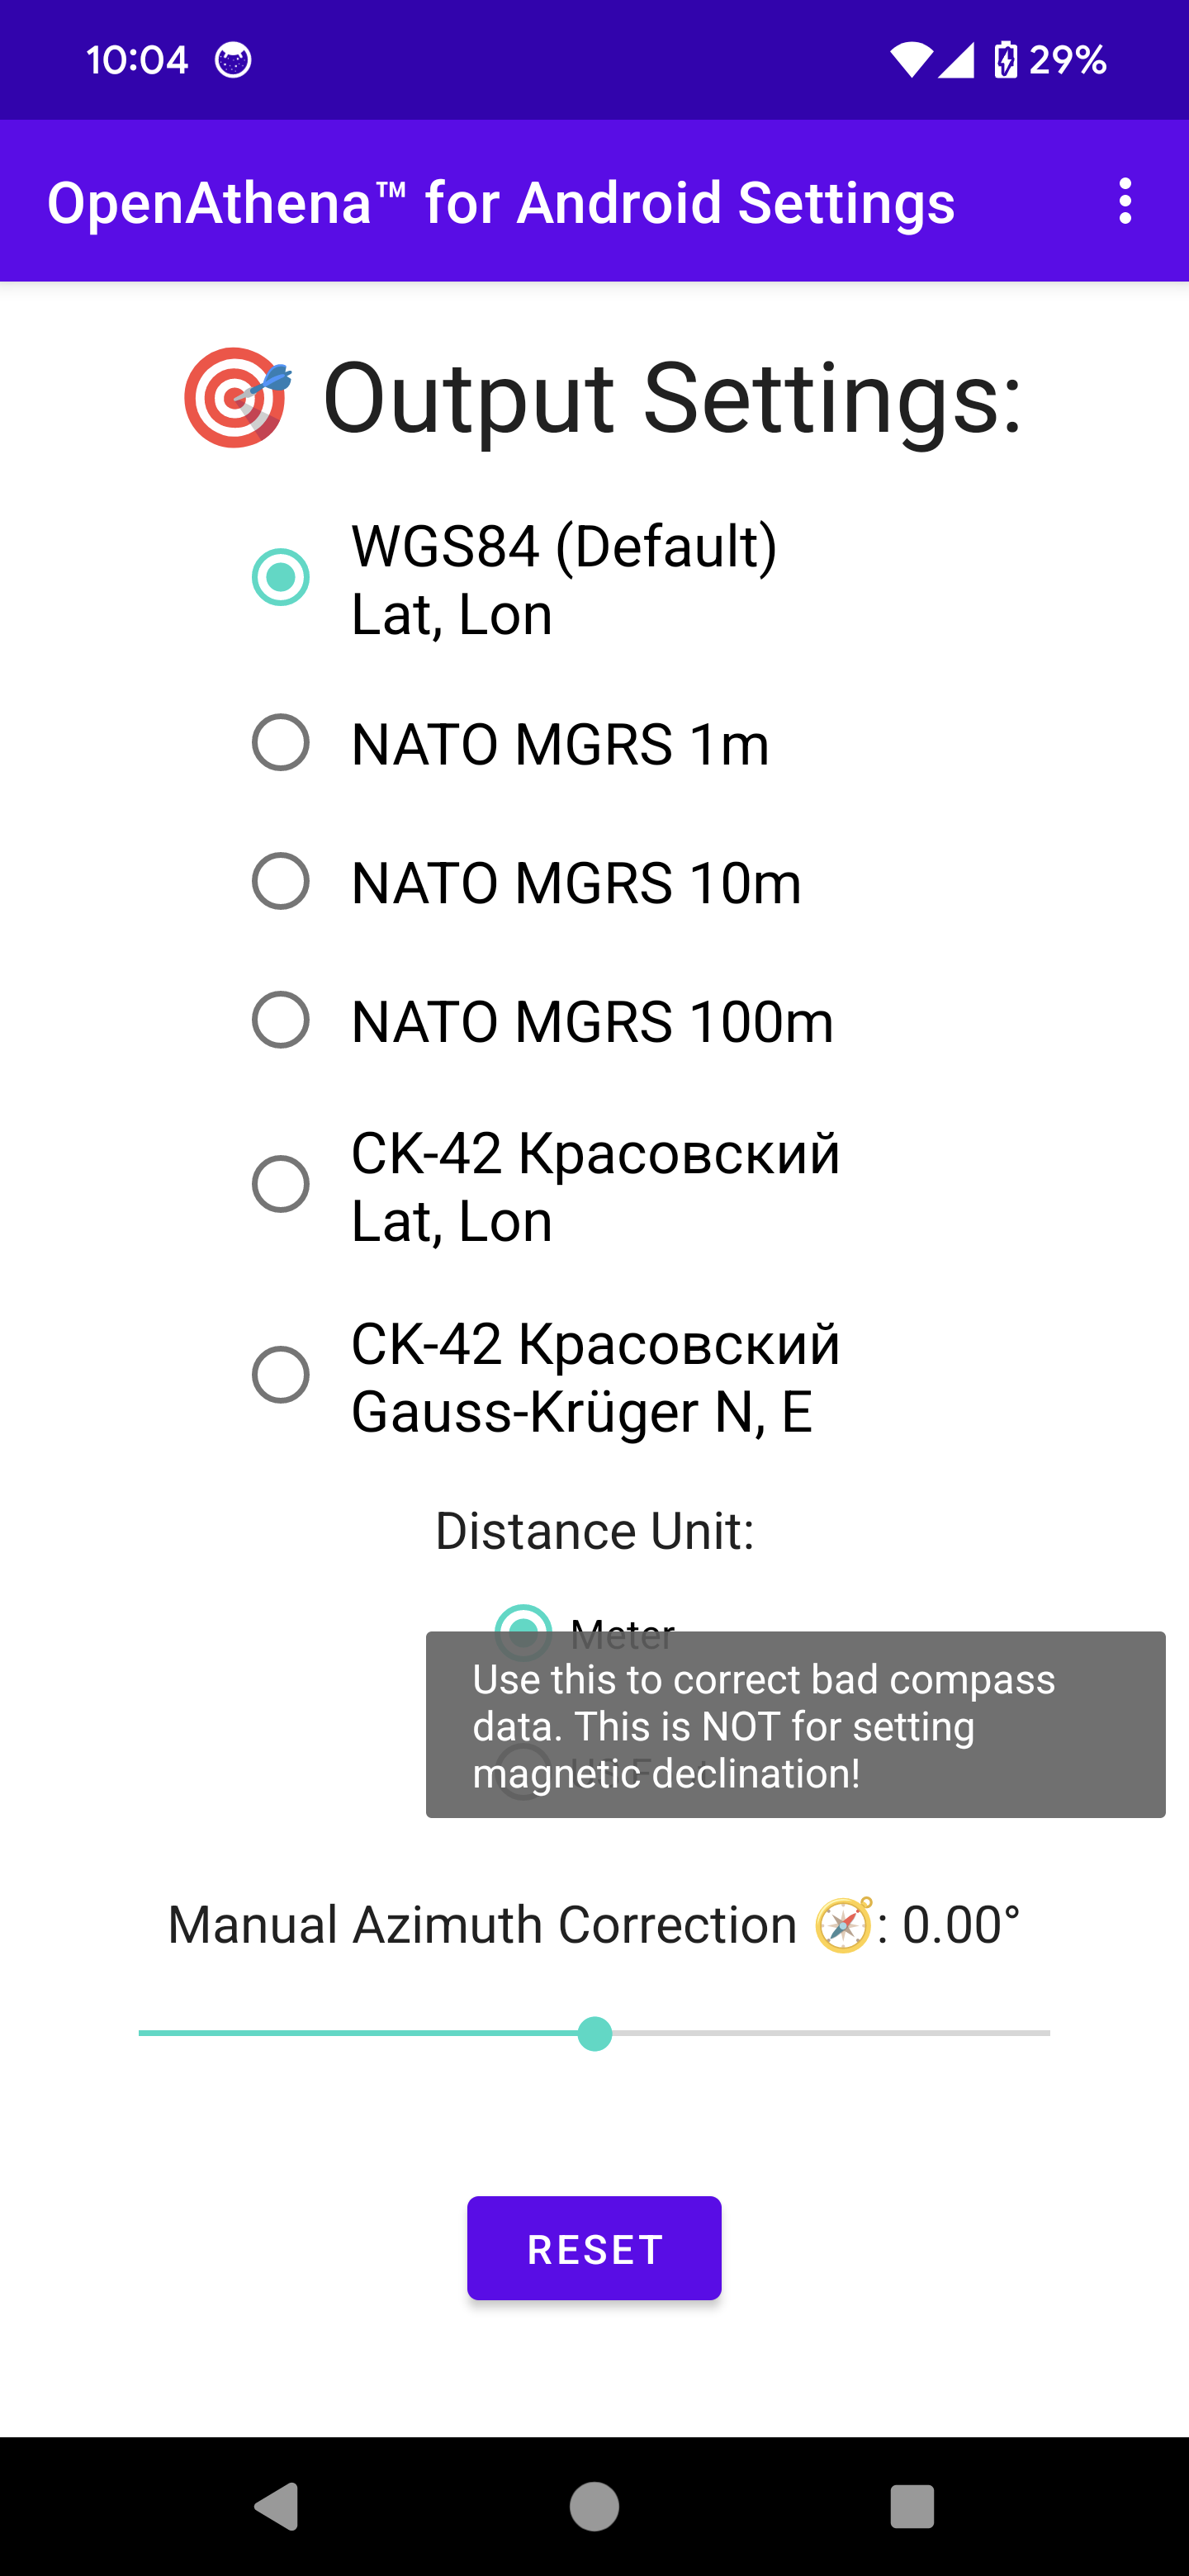 10:04
29%
OpenAthena™ for Android Settings
🎯 Output Settings:
WGS84 (Default)
Lat, Lon
NATO MGRS 1m
NATO MGRS 10m
NATO MGRS 100m
СК-42 Красовский
Lat, Lon
СК-42 Красовский
Gauss-Krüger N, E
Distance Unit:
Meter
Use this to correct bad compass
data. This is NOT for setting
magnetic declination!
Manual Azimuth Correction 🧭: 0.00°
RESET